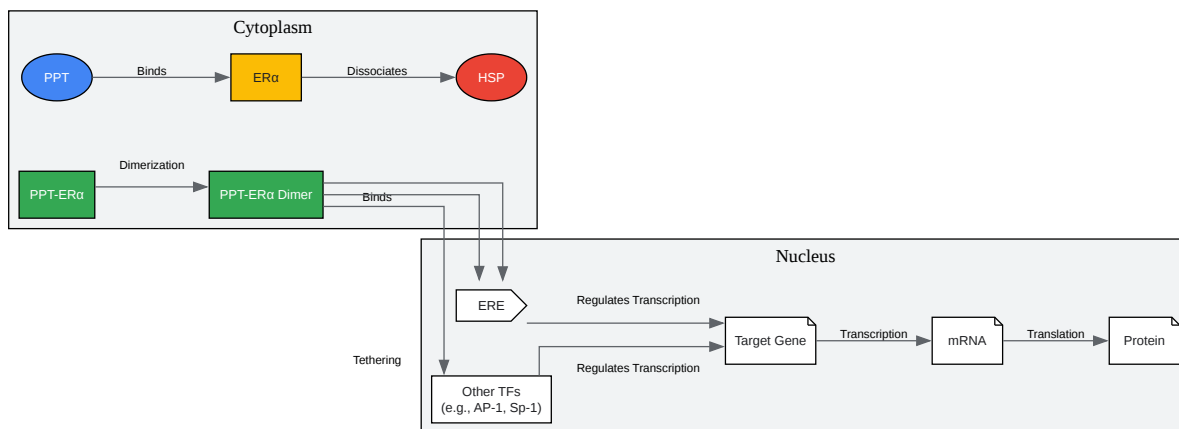 Cytoplasm
PPT
Binds
ERα
Dissociates
HSP
Dimerization
PPT-ERα
PPT-ERα Dimer
Binds
Nucleus
ERE
Regulates Transcription
Target Gene
Transcription
mRNA
Translation
Protein
Tethering
Regulates Transcription
Other TFs
(e.g., AP-1, Sp-1)